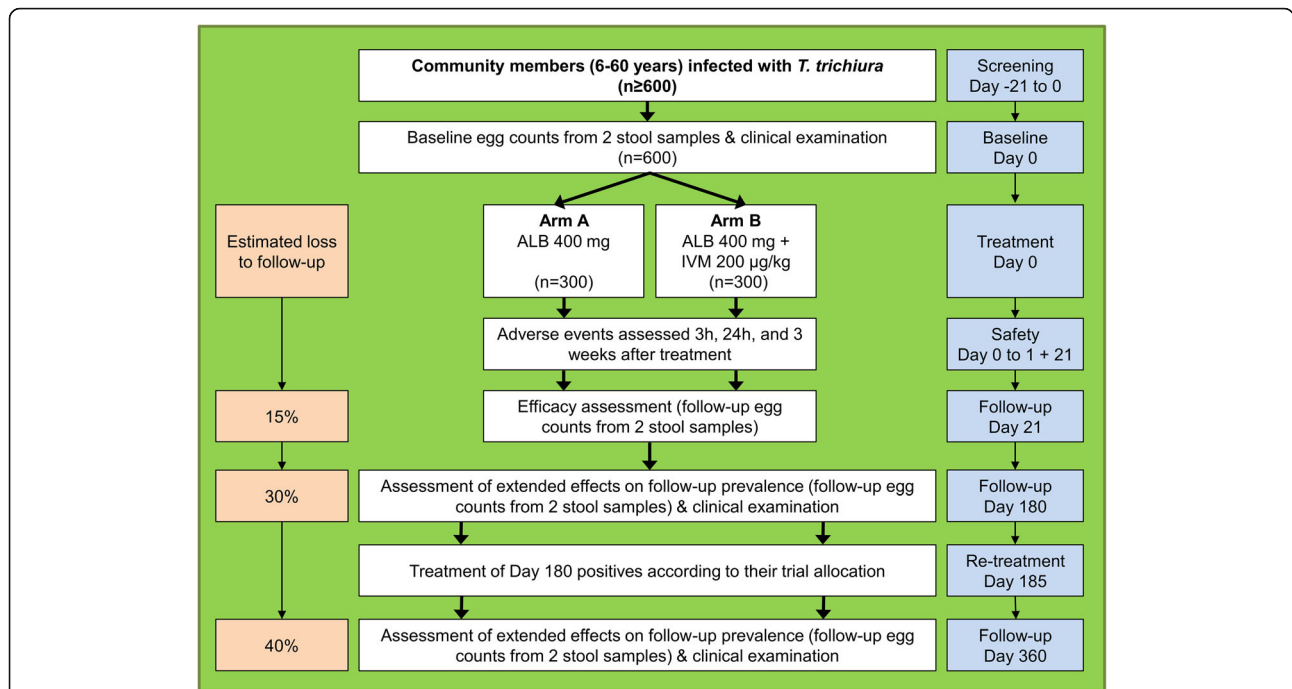 Community members (6-60 years) infected with T. trichiura
(n≥600)
Screening
Day -21 to 0
Baseline egg counts from 2 stool samples & clinical examination
(n=600)
Baseline
Day 0
Estimated loss
to follow-up
Arm A
ALB 400 mg
(n=300)
Arm B
ALB 400 mg +
IVM 200 µg/kg
(n=300)
Treatment
Day 0
Adverse events assessed 3h, 24h, and 3
weeks after treatment
Safety
Day 0 to 1 + 21
15%
Efficacy assessment (follow-up egg
counts from 2 stool samples)
Follow-up
Day 21
30%
Assessment of extended effects on follow-up prevalence (follow-up egg
counts from 2 stool samples) & clinical examination
Follow-up
Day 180
Treatment of Day 180 positives according to their trial allocation
Re-treatment
Day 185
40%
Assessment of extended effects on follow-up prevalence (follow-up egg
counts from 2 stool samples) & clinical examination
Follow-up
Day 360